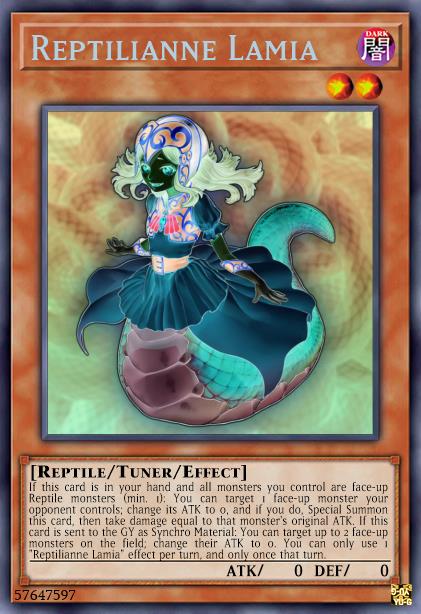 REPTILIANNE LAMIA
DARK
闇
[REPTILE/TUNER/EFFECT]
If this card is in your hand and all monsters you control are face-up
Reptile monsters (min. 1): You can target 1 face-up monster your
opponent controls; change its ATK to 0, and if you do, Special Summon
this card, then take damage equal to that monster's original ATK. If this
card is sent to the GY as Synchro Material: You can target up to 2 face-up
monsters on the field; change their ATK to 0. You can only use 1
"Reptilianne Lamia" effect per turn, and only once that turn.
ATK/ 0 DEF/ 0
57647597